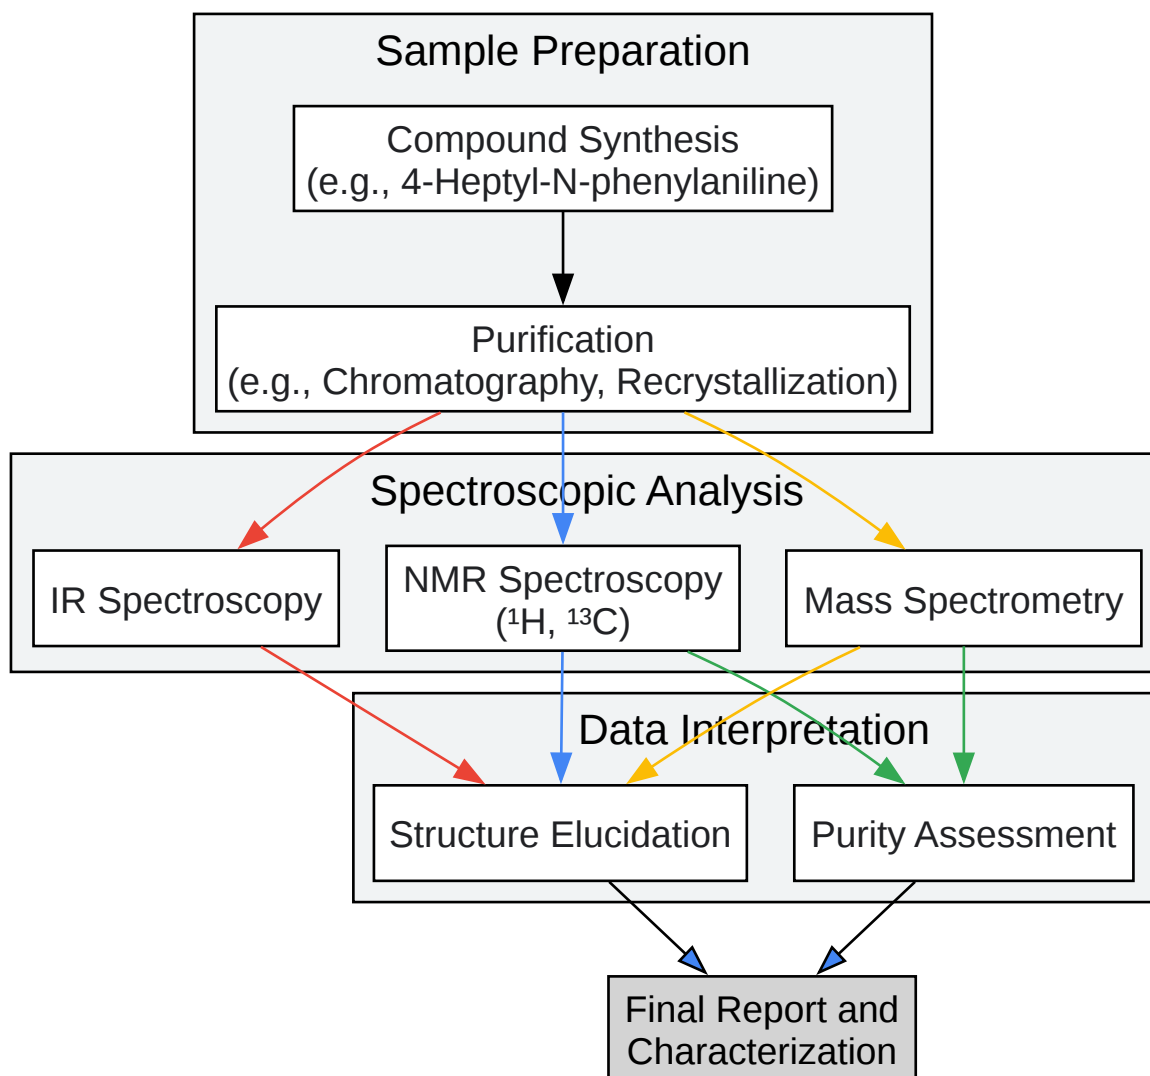 Sample Preparation
Compound Synthesis
(e.g., 4-Heptyl-N-phenylaniline)
Purification
(e.g., Chromatography, Recrystallization)
Spectroscopic Analysis
IR Spectroscopy
NMR Spectroscopy
(¹H, ¹³C)
Mass Spectrometry
Data Interpretation
Structure Elucidation
Purity Assessment
Final Report and
Characterization